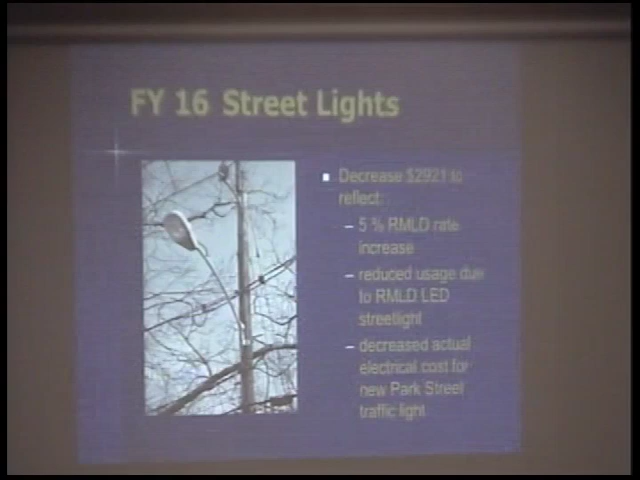 FY 16 Street Lights
Decrease $2921 to
reflect:
– 5 % RMLD rate
increase
– reduced usage due
to RMLD LED
streetlight
– decreased actual
electrical cost for
new Park Street
traffic light